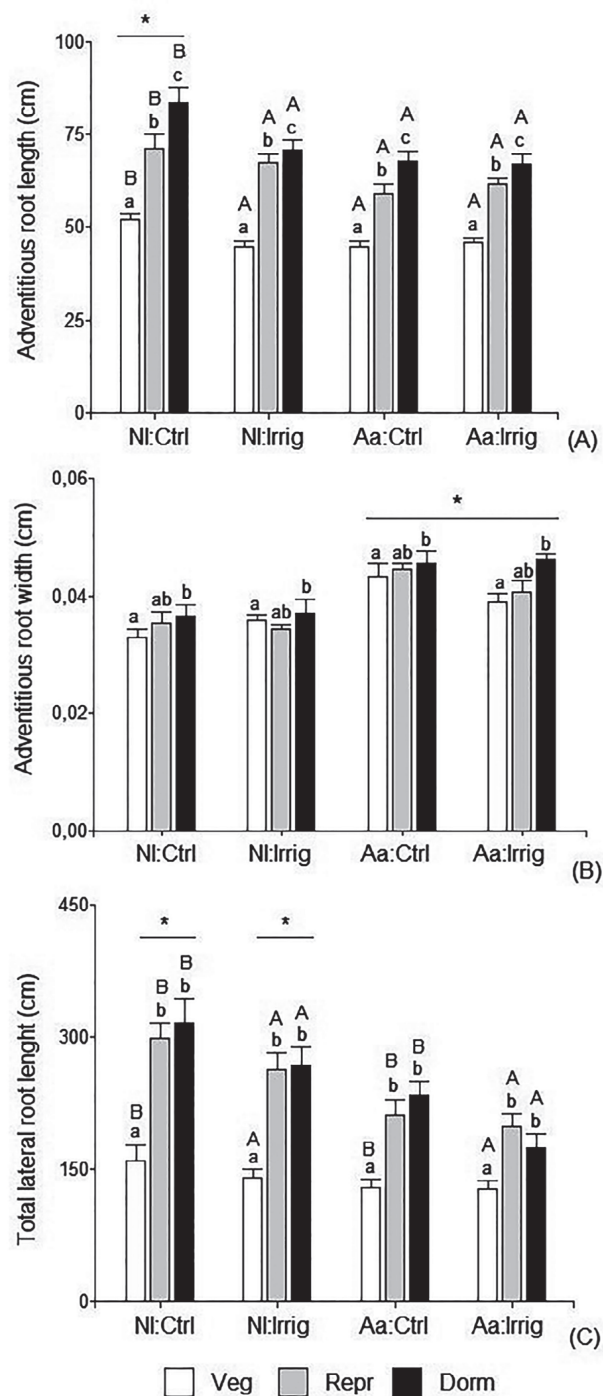 *
100
75
50
25
0
Adventitious root length (cm)
B a
B b
B c
A a
A b
A c
A a
A b
A c
A a
A b
A c
Nl:Ctrl
Nl:Irrig
Aa:Ctrl
Aa:Irrig
(A)
0,06
0,04
0,02
0,00
Adventitious root width (cm)
*
a
ab
b
a
ab
b
a
ab
b
a
ab
b
Nl:Ctrl
Nl:Irrig
Aa:Ctrl
Aa:Irrig
(B)
450
300
150
0
Total lateral root lenght (cm)
*
*
B a
B b
B b
A a
A b
A b
B a
B b
B b
A a
A b
A b
Nl:Ctrl
Nl:Irrig
Aa:Ctrl
Aa:Irrig
(C)
Veg Repr Dorm